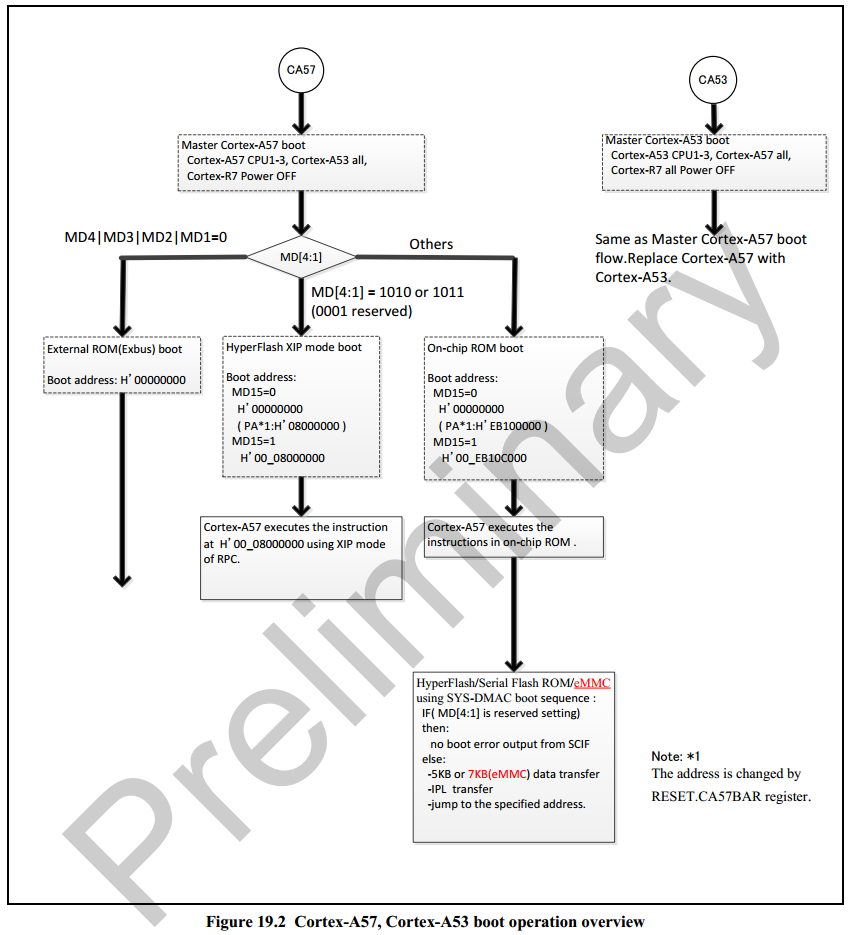 CA57
CA53
Master Cortex-A57 boot
Cortex-A57 CPU1-3, Cortex-A53 all,
Cortex-R7 Power OFF
Master Cortex-A53 boot
Cortex-A53 CPU1-3, Cortex-A57 all,
Cortex-R7 all Power OFF
MD4|MD3|MD2|MD1=0
MD[4:1]
Others
Same as Master Cortex-A57 boot
flow.Replace Cortex-A57 with
Cortex-A53.
MD[4:1] = 1010 or 1011
(0001 reserved)
External ROM(Exbus) boot
Boot address: H'00000000
HyperFlash XIP mode boot
Boot address:
MD15=0
H'00000000
( PA*1:H'08000000 )
MD15=1
H'00_08000000
On-chip ROM boot
Boot address:
MD15=0
H'00000000
( PA*1:H'EB100000 )
MD15=1
H'00_EB10C000
Cortex-A57 executes the instruction
at H'00_08000000 using XIP mode
of RPC.
Cortex-A57 executes the
instructions in on-chip ROM .
HyperFlash/Serial Flash ROM/eMMC
using SYS-DMAC boot sequence :
IF( MD[4:1] is reserved setting)
then:
no boot error output from SCIF
else:
-5KB or 7KB(eMMC) data transfer
-IPL transfer
-jump to the specified address.
Note: *1
The address is changed by
RESET.CA57BAR register.
Preliminary
Figure 19.2 Cortex-A57, Cortex-A53 boot operation overview